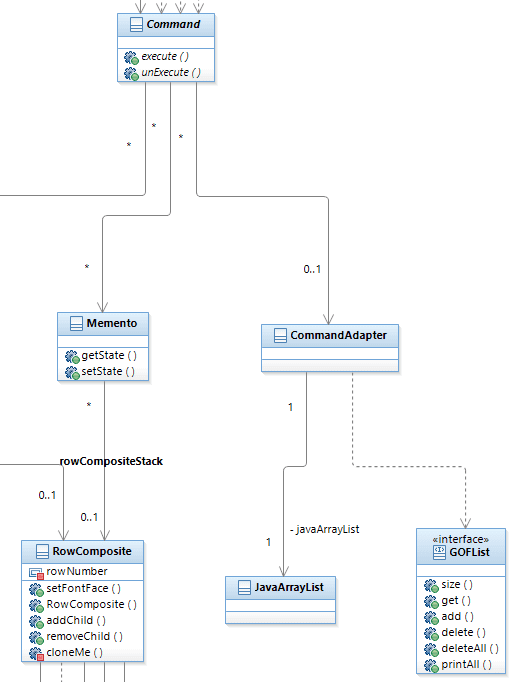 Command
execute ( )
unExecute ( )
*
*
*
*
0..1
Memento
getState ( )
setState ( )
CommandAdapter
*
1
rowCompositeStack
0..1
0..1
- javaArrayList
1
«interface»
GOFList
size ( )
get ( )
add ( )
delete ( )
deleteAll ( )
printAll ( )
RowComposite
rowNumber
setFontFace ( )
RowComposite ( )
addChild ( )
removeChild ( )
cloneMe ( )
JavaArrayList